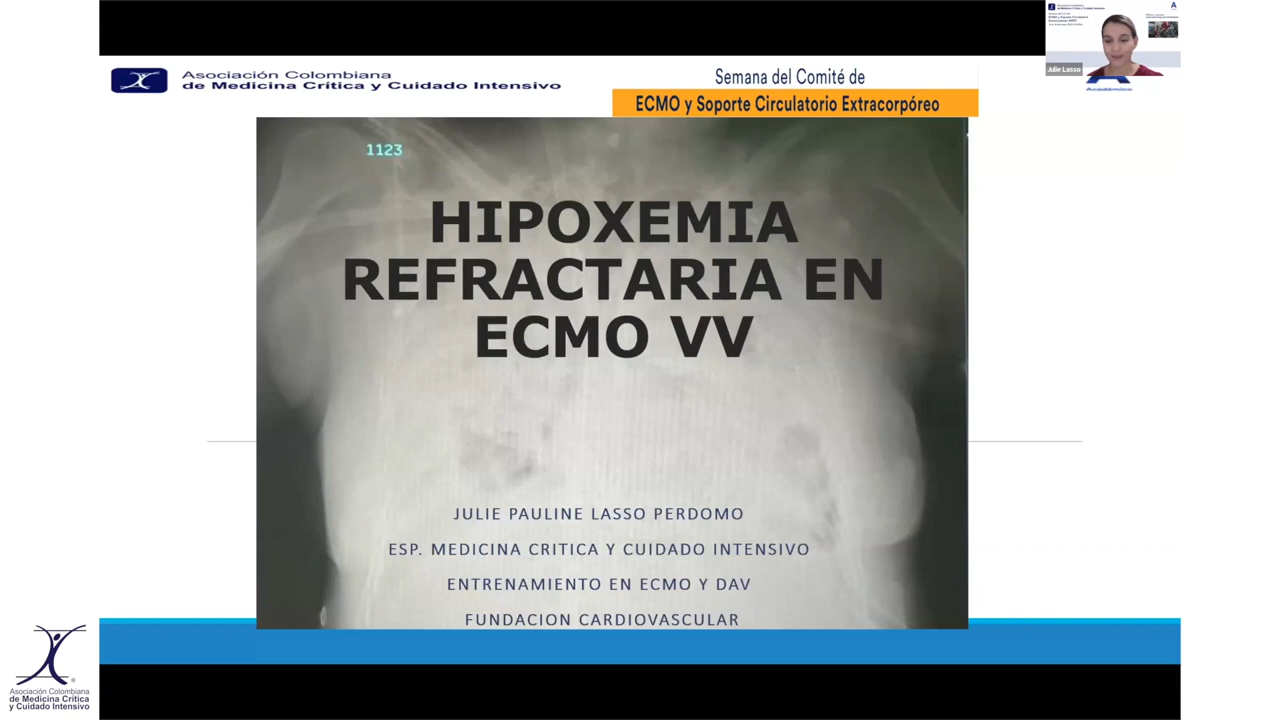 Asociación Colombiana
de Medicina Crítica y Cuidado Intensivo
Semana del Comité de
ECMO y Soporte Circulatorio Extracorpóreo
Julie Lasso
Académica
1123
HIPOXEMIA
REFRACTARIA EN
ECMO VV
JULIE PAULINE LASSO PERDOMO
ESP. MEDICINA CRITICA Y CUIDADO INTENSIVO
ENTRENAMIENTO EN ECMO Y DAV
FUNDACION CARDIOVASCULAR
Asociación Colombiana
de Medicina Crítica
y Cuidado Intensivo